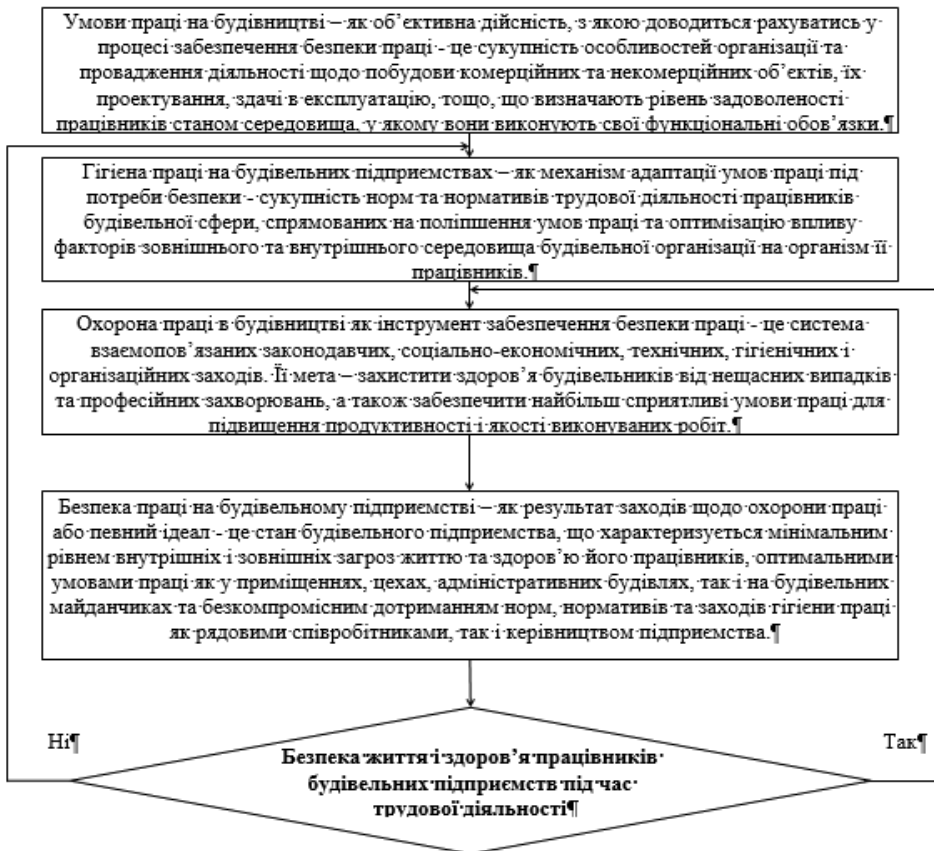 Умови праці на будівництві – як об’єктивна дійсність, з якою доводиться рахуватись у
процесі забезпечення безпеки праці - це сукупність особливостей організації та
провадження діяльності щодо побудови комерційних та некомерційних об’єктів, їх
проектування, здачі в експлуатацію, тощо, що визначають рівень задоволеності
працівників станом середовища, у якому вони виконують свої функціональні обов’язки.¶
Гігієна праці на будівельних підприємствах – як механізм адаптації умов праці під
потреби безпеки - сукупність норм та нормативів трудової діяльності працівників
будівельної сфери, спрямованих на поліпшення умов праці та оптимізацію впливу
факторів зовнішнього та внутрішнього середовища будівельної організації на організм її
працівників.¶
Охорона праці в будівництві як інструмент забезпечення безпеки праці - це система
взаємопов’язаних законодавчих, соціально-економічних, технічних, гігієнічних і
організаційних заходів. Її мета – захистити здоров’я будівельників від нещасних випадків
та професійних захворювань, а також забезпечити найбільш сприятливі умови праці для
підвищення продуктивності і якості виконуваних робіт.¶
Безпека праці на будівельному підприємстві – як результат заходів щодо охорони праці
або певний ідеал - це стан будівельного підприємства, що характеризується мінімальним
рівнем внутрішніх і зовнішніх загроз життю та здоров’ю його працівників, оптимальними
умовами праці як у приміщеннях, цехах, адміністративних будівлях, так і на будівельних
майданчиках та безкомпромісним дотриманням норм, нормативів та заходів гігієни праці
як рядовими співробітниками, так і керівництвом підприємства.¶
Ні¶
Так¶
Безпека життя і здоров’я працівників
будівельних підприємств під час
трудової діяльності¶